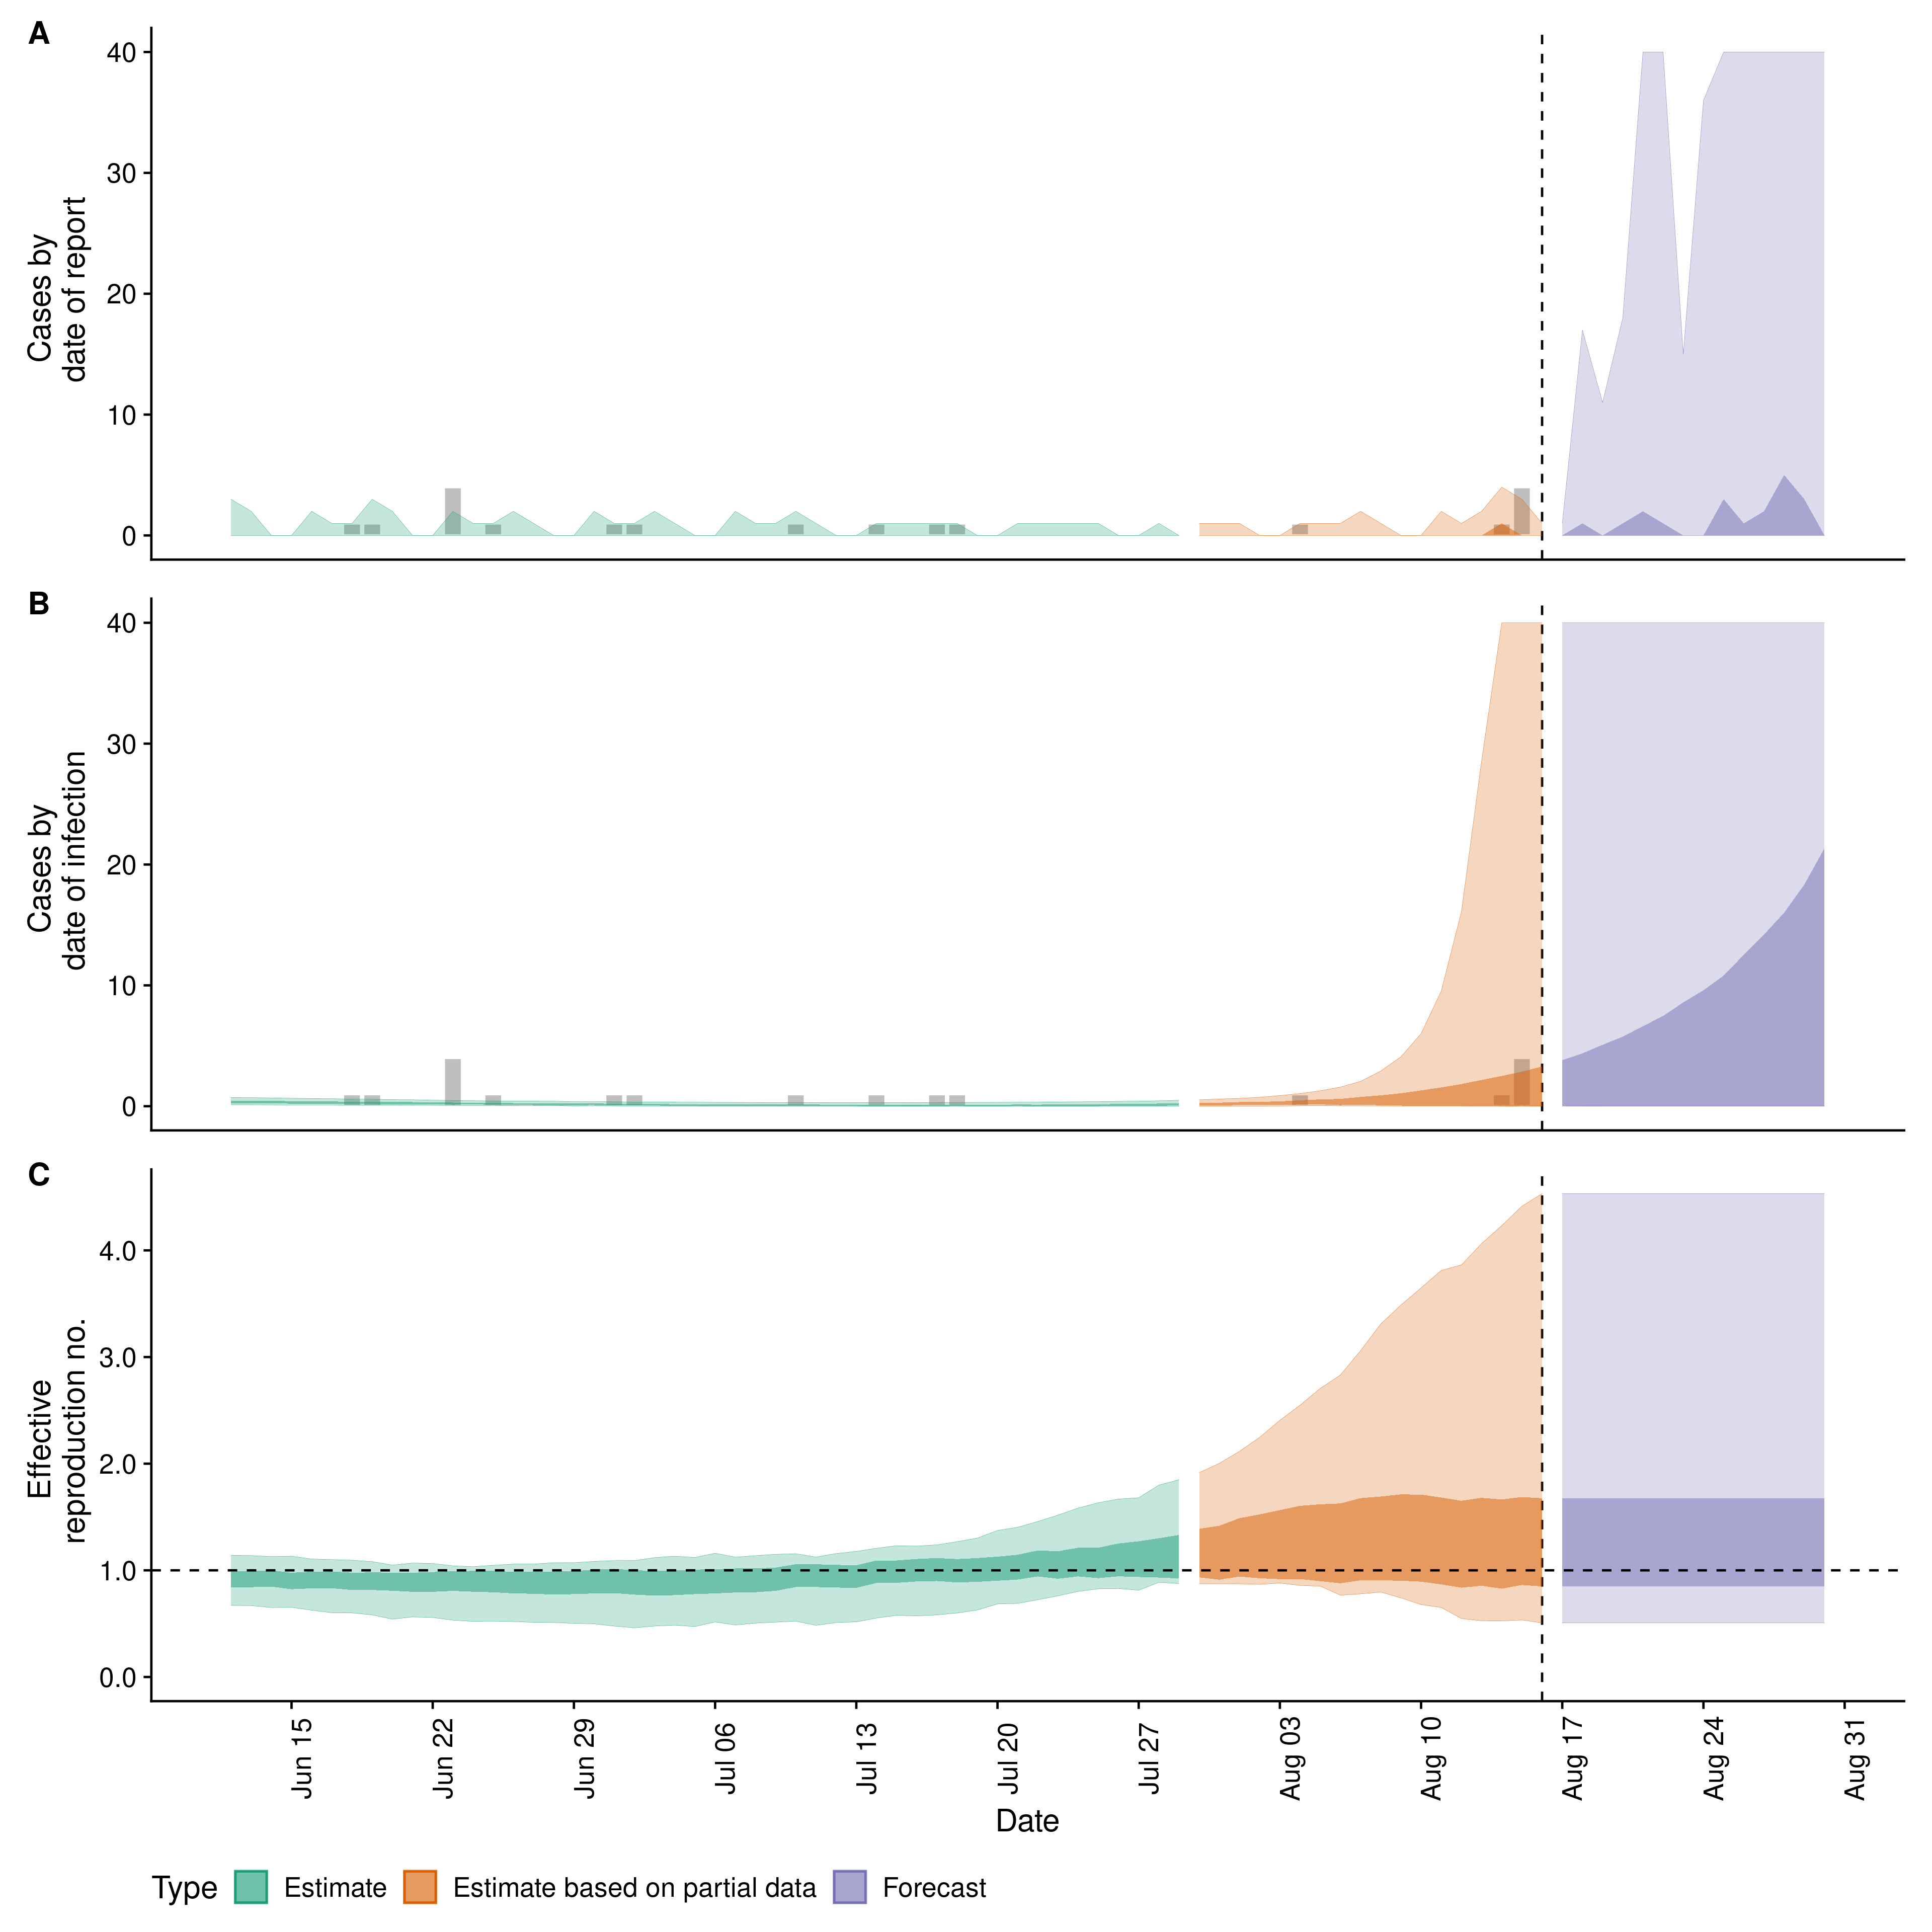 A
40
30
20
10
0
Cases by
date of report
B
40
30
20
10
0
Cases by
date of infection
C
4.0
3.0
2.0
1.0
0.0
Effective
reproduction no.
Jun 15
Jun 22
Jun 29
Jul 06
Jul 13
Jul 20
Jul 27
Aug 03
Aug 10
Aug 17
Aug 24
Aug 31
Date
Type Estimate Estimate based on partial data Forecast